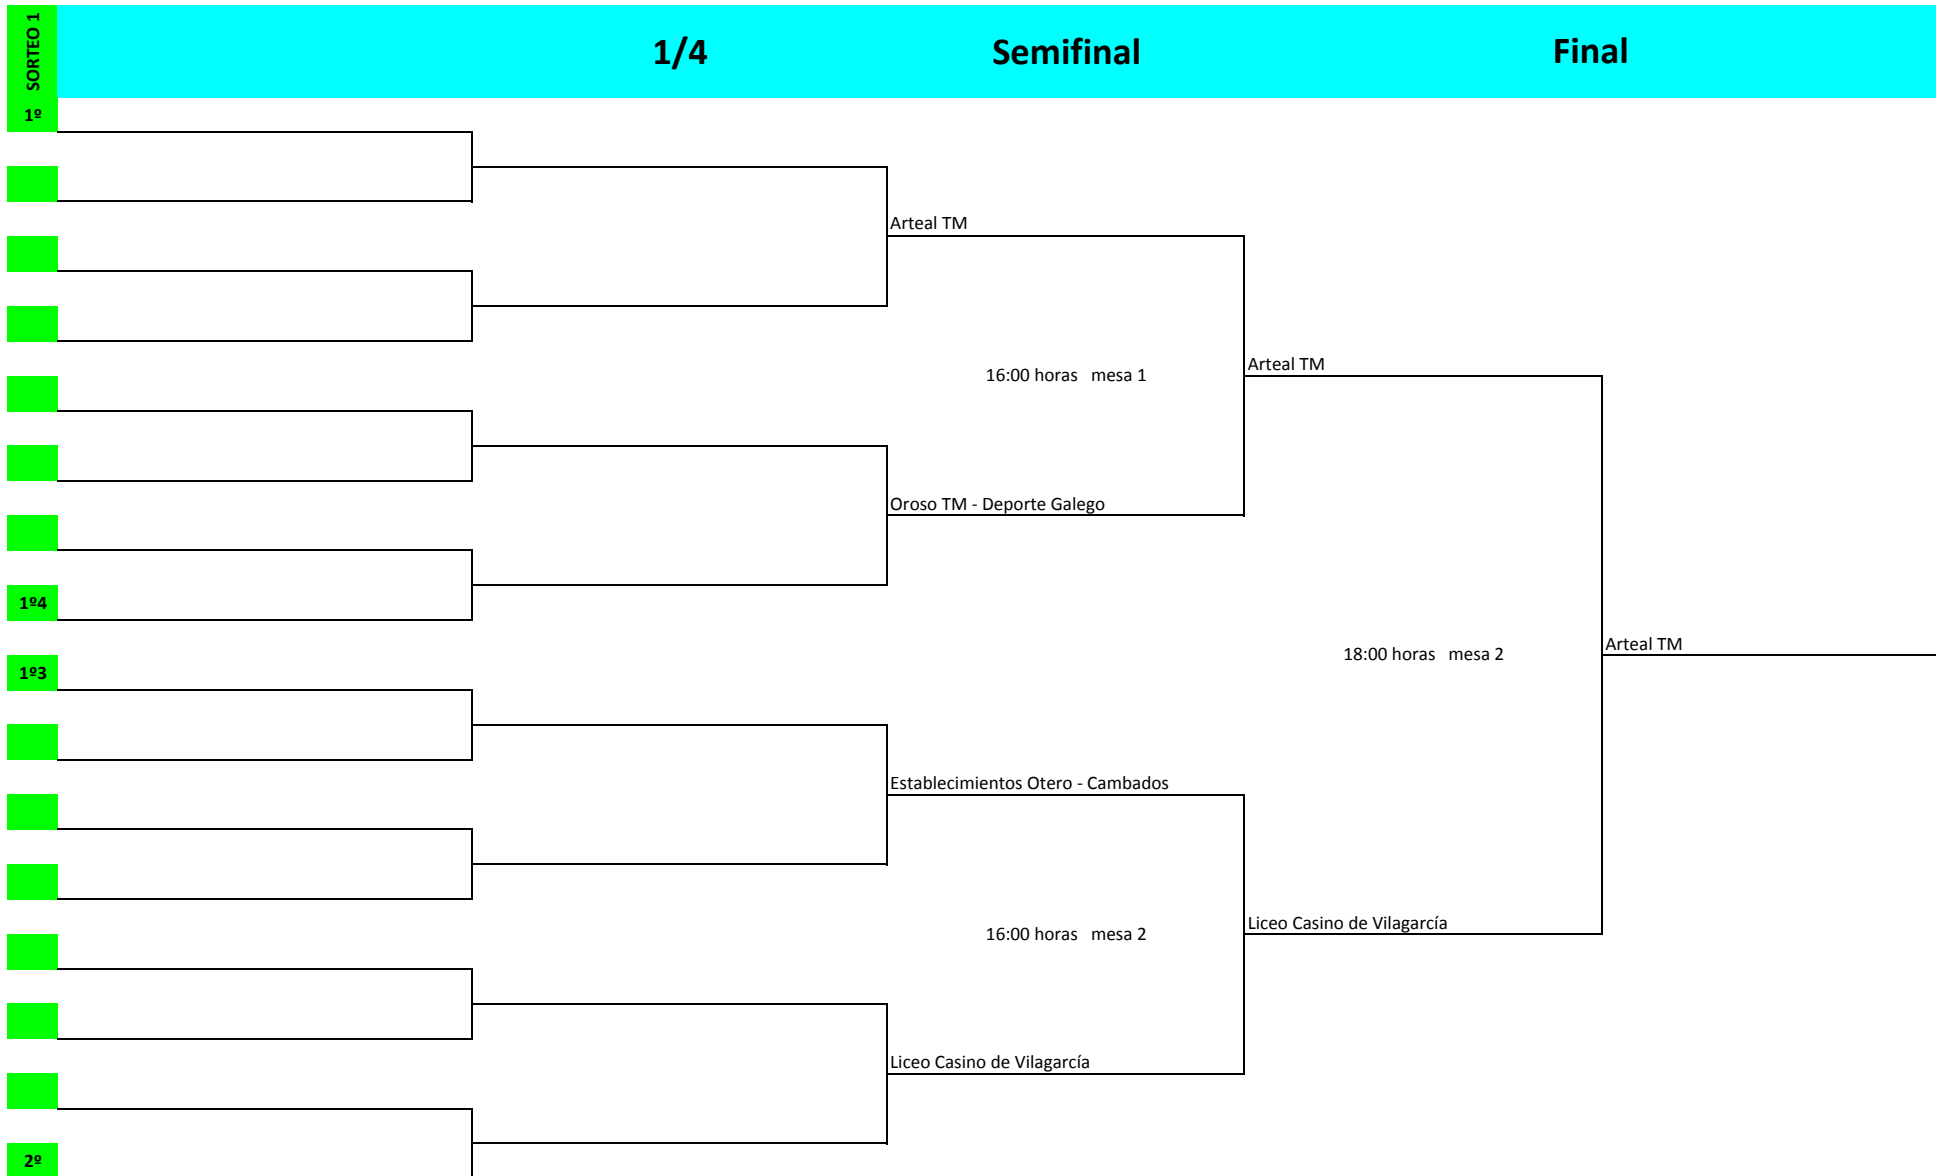 SORTEO 1
1/4
Semifinal
Final
1º
Arteal TM
16:00 horas mesa 1
Arteal TM
Oroso TM - Deporte Galego
1º4
18:00 horas mesa 2
Arteal TM
1º3
Establecimientos Otero - Cambados
16:00 horas mesa 2
Liceo Casino de Vilagarcía
Liceo Casino de Vilagarcía
2º